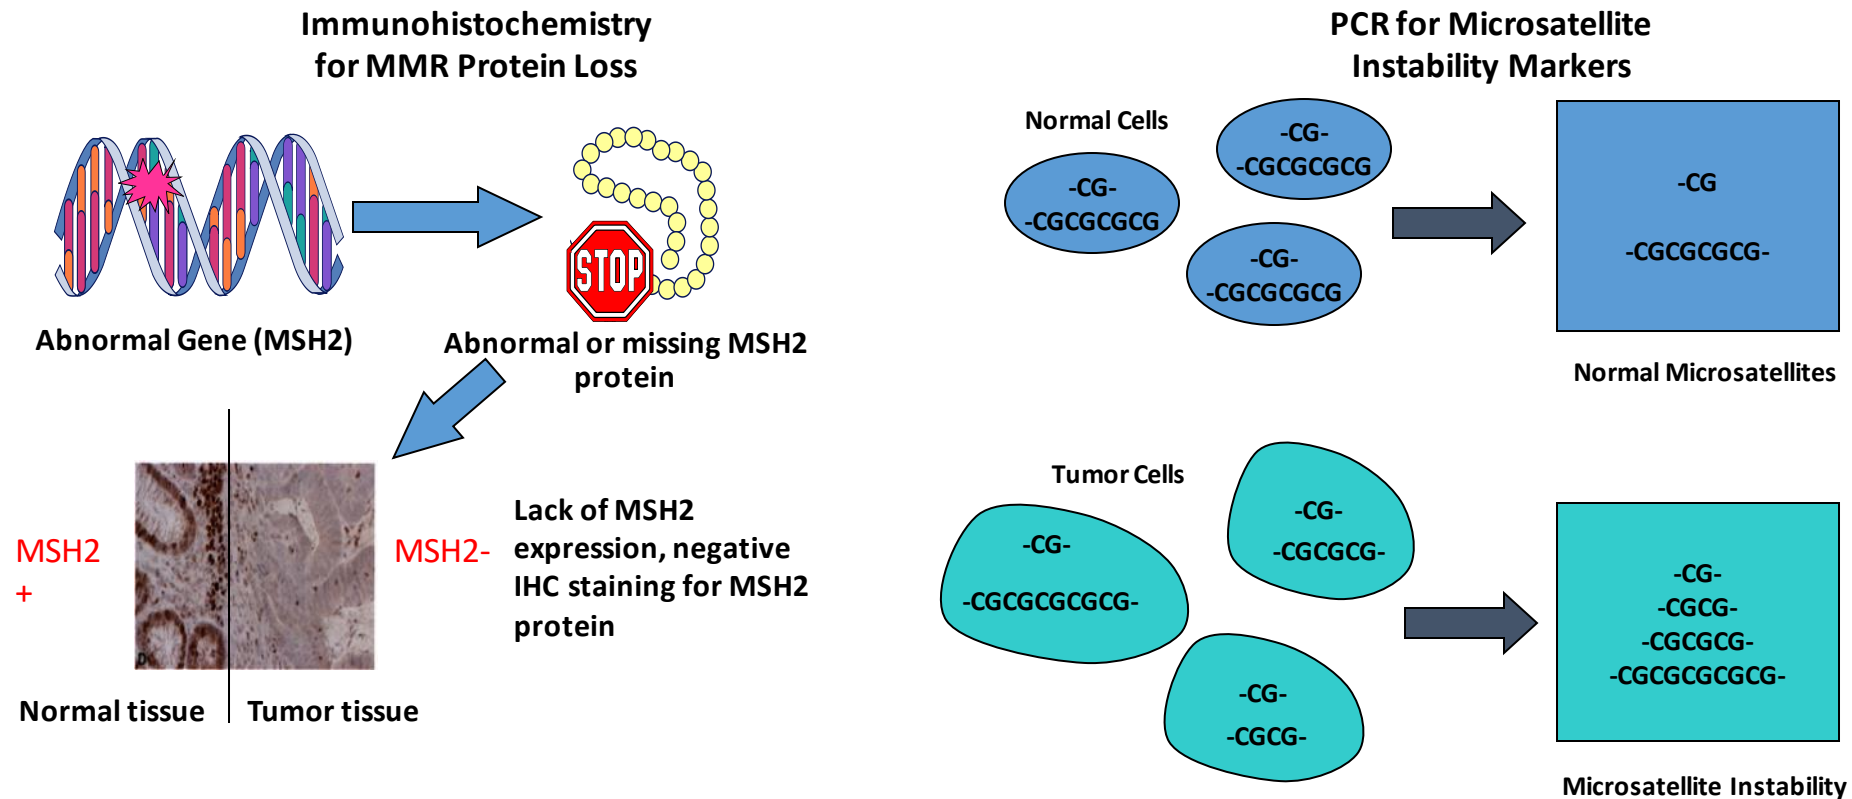 Immunohistochemistry
for MMR Protein Loss
STOP
Abnormal Gene (MSH2)
Abnormal or missing MSH2
protein
MSH2
+
MSH2-
Lack of MSH2
expression, negative
IHC staining for MSH2
protein
D
Normal tissue
Tumor tissue
PCR for Microsatellite
Instability Markers
Normal Cells
-CG-
-CGCGCGCG
-CG-
-CGCGCGCG
-CG-
-CGCGCGCG
-CG
-CGCGCGCG-
Normal Microsatellites
Tumor Cells
-CG-
-CGCGCGCGCG-
-CG-
-CGCGCG-
-CG-
-CGCG-
-CG-
-CGCG-
-CGCGCG-
-CGCGCGCGCG-
Microsatellite Instability